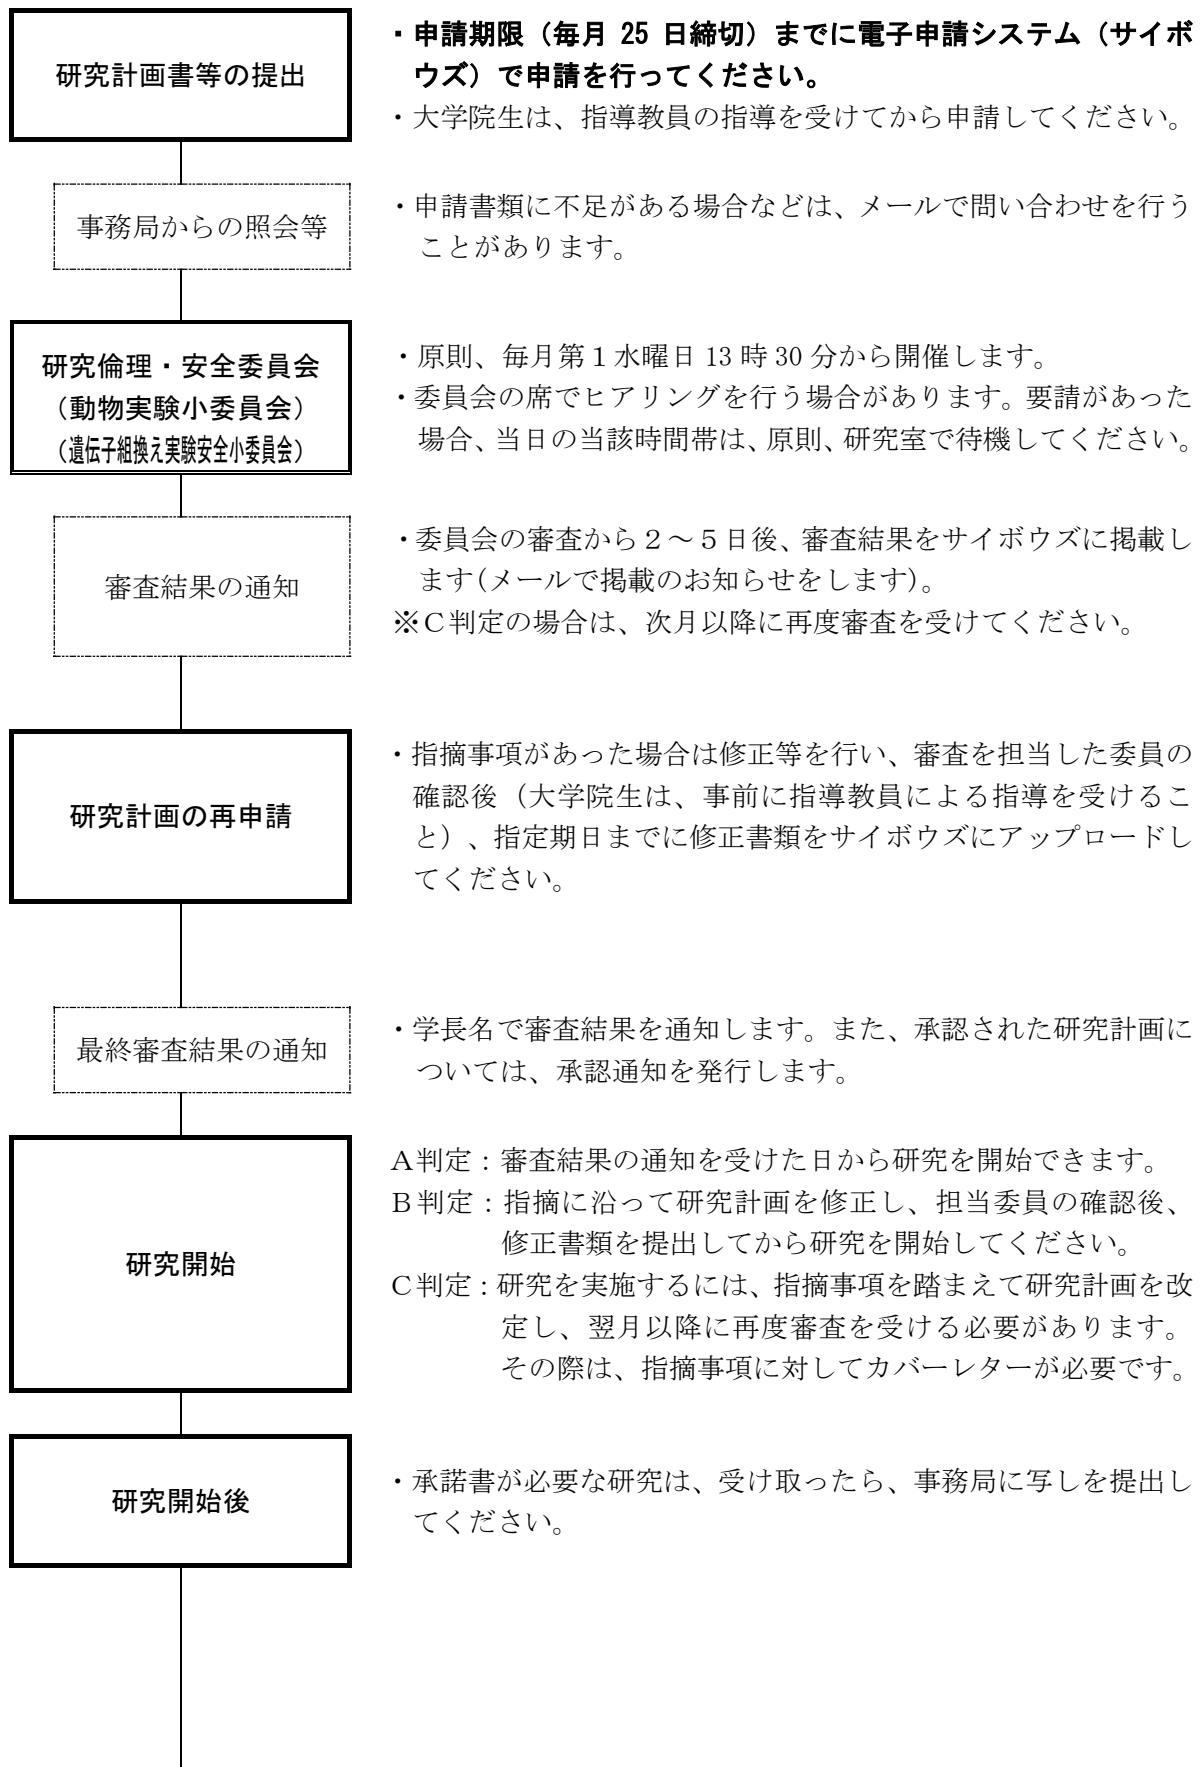 研究計画書等の提出
・申請期限（毎月 25 日締切）までに電子申請システム（サイボ
ウズ）で申請を行ってください。
・大学院生は、指導教員の指導を受けてから申請してください。
事務局からの照会等
・申請書類に不足がある場合などは、メールで問い合わせを行う
ことがあります。
研究倫理・安全委員会
（動物実験小委員会）
（遺伝子組換え実験安全小委員会）
・原則、毎月第１水曜日 13 時 30 分から開催します。
・委員会の席でヒアリングを行う場合があります。要請があった
場合、当日の当該時間帯は、原則、研究室で待機してください。
審査結果の通知
・委員会の審査から２～５日後、審査結果をサイボウズに掲載し
ます(メールで掲載のお知らせをします)。
※Ｃ判定の場合は、次月以降に再度審査を受けてください。
研究計画の再申請
・指摘事項があった場合は修正等を行い、審査を担当した委員の
確認後（大学院生は、事前に指導教員による指導を受けるこ
と）、指定期日までに修正書類をサイボウズにアップロードし
てください。
最終審査結果の通知
・学長名で審査結果を通知します。また、承認された研究計画に
ついては、承認通知を発行します。
研究開始
Ａ判定：審査結果の通知を受けた日から研究を開始できます。
Ｂ判定：指摘に沿って研究計画を修正し、担当委員の確認後、
修正書類を提出してから研究を開始してください。
Ｃ判定：研究を実施するには、指摘事項を踏まえて研究計画を改
定し、翌月以降に再度審査を受ける必要があります。
その際は、指摘事項に対してカバーレターが必要です。
研究開始後
・承諾書が必要な研究は、受け取ったら、事務局に写しを提出し
てください。